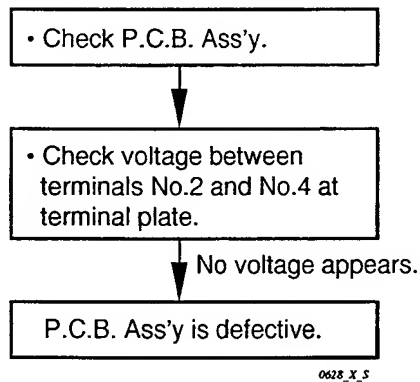 • Check P.C.B. Ass'y.
• Check voltage between
terminals No.2 and No.4 at
terminal plate.
No voltage appears.
P.C.B. Ass'y is defective.
0628_X_S